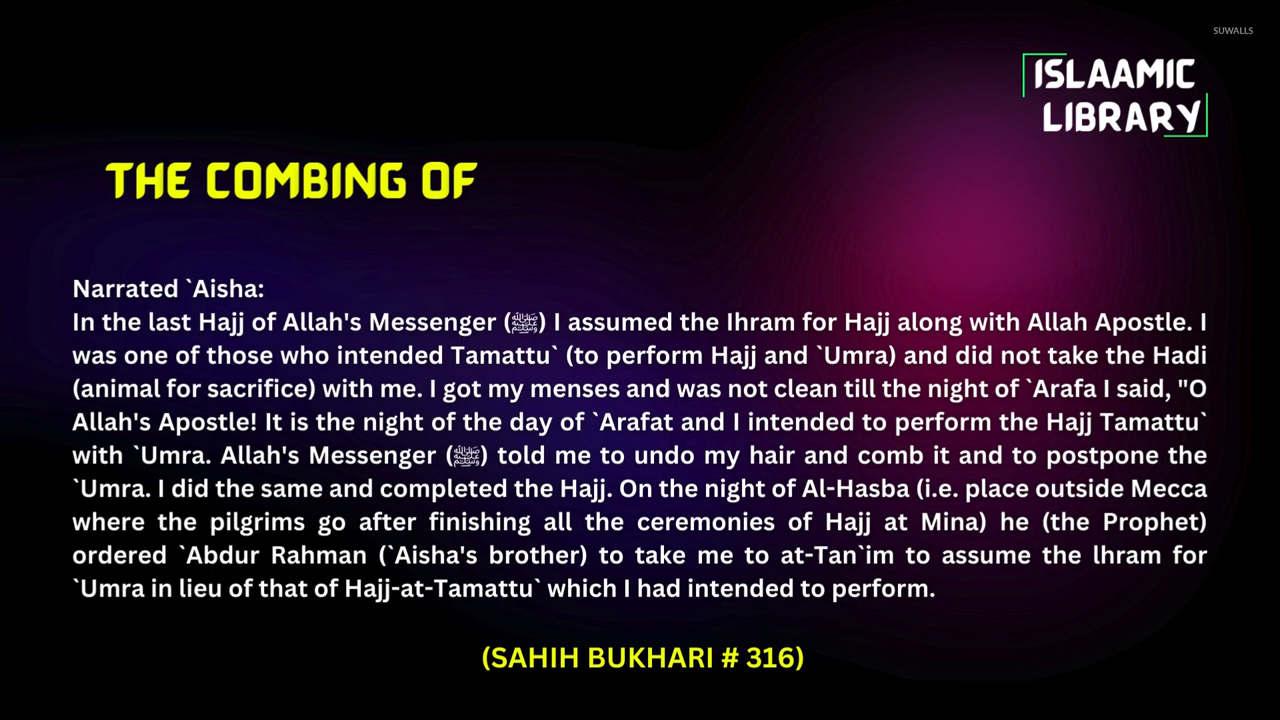 SUWALLS
ISLAAMIC
LIBRARY
THE COMBING OF
Narrated `Aisha:
In the last Hajj of Allah's Messenger (ﷺ) I assumed the Ihram for Hajj along with Allah Apostle. I
was one of those who intended Tamattu` (to perform Hajj and `Umra) and did not take the Hadi
(animal for sacrifice) with me. I got my menses and was not clean till the night of `Arafa I said, "O
Allah's Apostle! It is the night of the day of `Arafat and I intended to perform the Hajj Tamattu`
with `Umra. Allah's Messenger (ﷺ) told me to undo my hair and comb it and to postpone the
`Umra. I did the same and completed the Hajj. On the night of Al-Hasba (i.e. place outside Mecca
where the pilgrims go after finishing all the ceremonies of Hajj at Mina) he (the Prophet)
ordered `Abdur Rahman (`Aisha's brother) to take me to at-Tan`im to assume the lhram for
`Umra in lieu of that of Hajj-at-Tamattu` which I had intended to perform.
(SAHIH BUKHARI # 316)